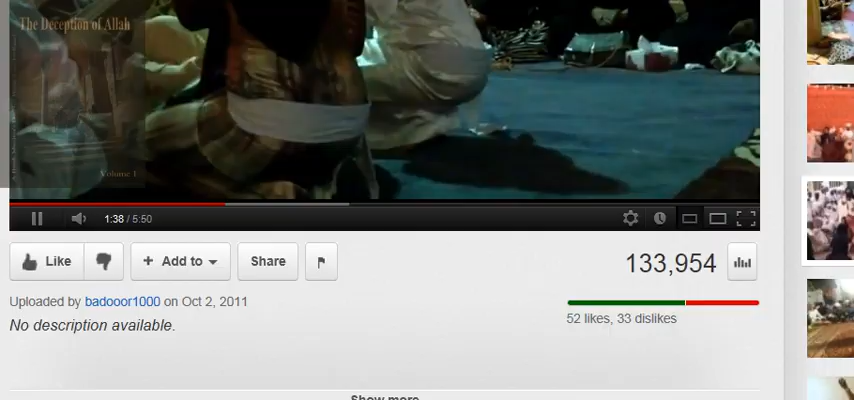 The Deception of Allah
Volume 1
1:38 / 5:50
Like
Add to
Share
133,954
Uploaded by badooor1000 on Oct 2, 2011
No description available.
52 likes, 33 dislikes
Show more